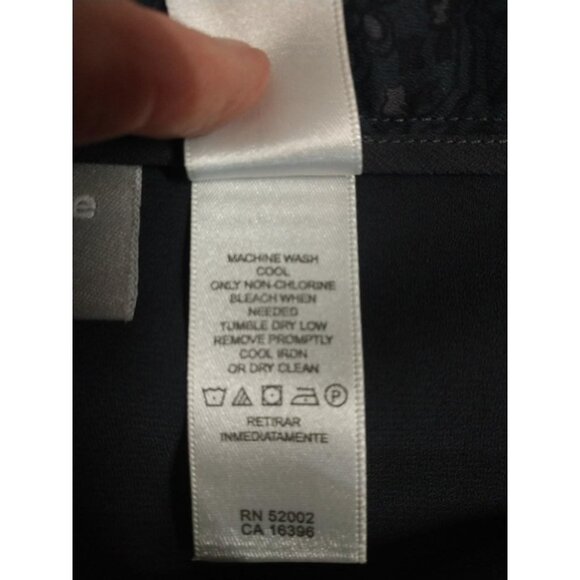 MACHINE WASH
COOL
ONLY NON-CHLORINE
BLEACH WHEN
NEEDED
TUMBLE DRY LOW
REMOVE PROMPTLY
COOL IRON
OR DRY CLEAN
P
RETIRAR
INMEDIATAMENTE
RN 52002
CA 16396